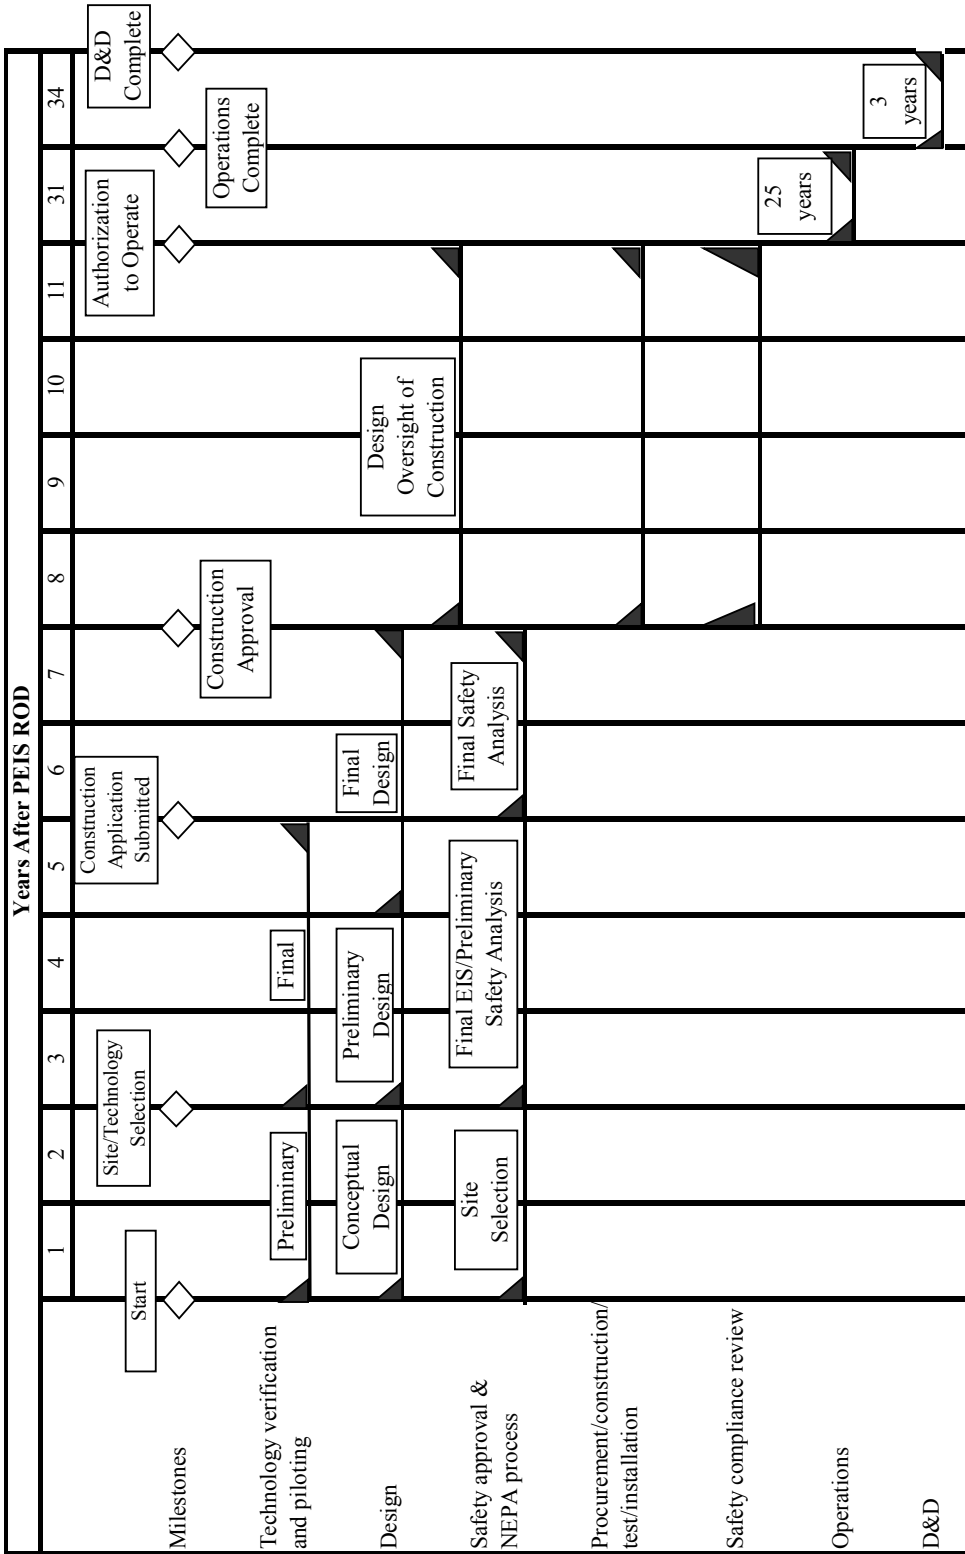 Years After PEIS ROD
1 2 3 4 5 6 7 8 9 10 11 31 34
Milestones
Start
Site/Technology
Selection
Construction
Application
Submitted
Construction
Approval
Authorization
to Operate
Operations
Complete
D&D
Complete
Technology verification
and piloting
Preliminary
Final
Design
Conceptual
Design
Preliminary
Design
Final
Design
Design
Oversight of
Construction
Safety approval &
NEPA process
Site
Selection
Final EIS/Preliminary
Safety Analysis
Final Safety
Analysis
Procurement/construction/
test/installation
Safety compliance review
Operations
25
years
D&D
3
years